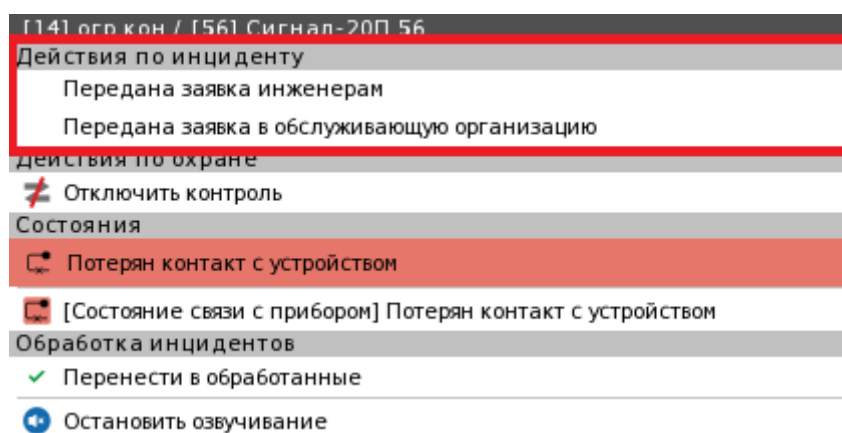 [14] огр кон / [56] Сигнал-20П 56
Действия по инциденту
Передана заявка инженерам
Передана заявка в обслуживающую организацию
Действия по охране
Отключить контроль
Состояния
Потерян контакт с устройством
[Состояние связи с прибором] Потерян контакт с устройством
Обработка инцидентов
Перенести в обработанные
Остановить озвучивание